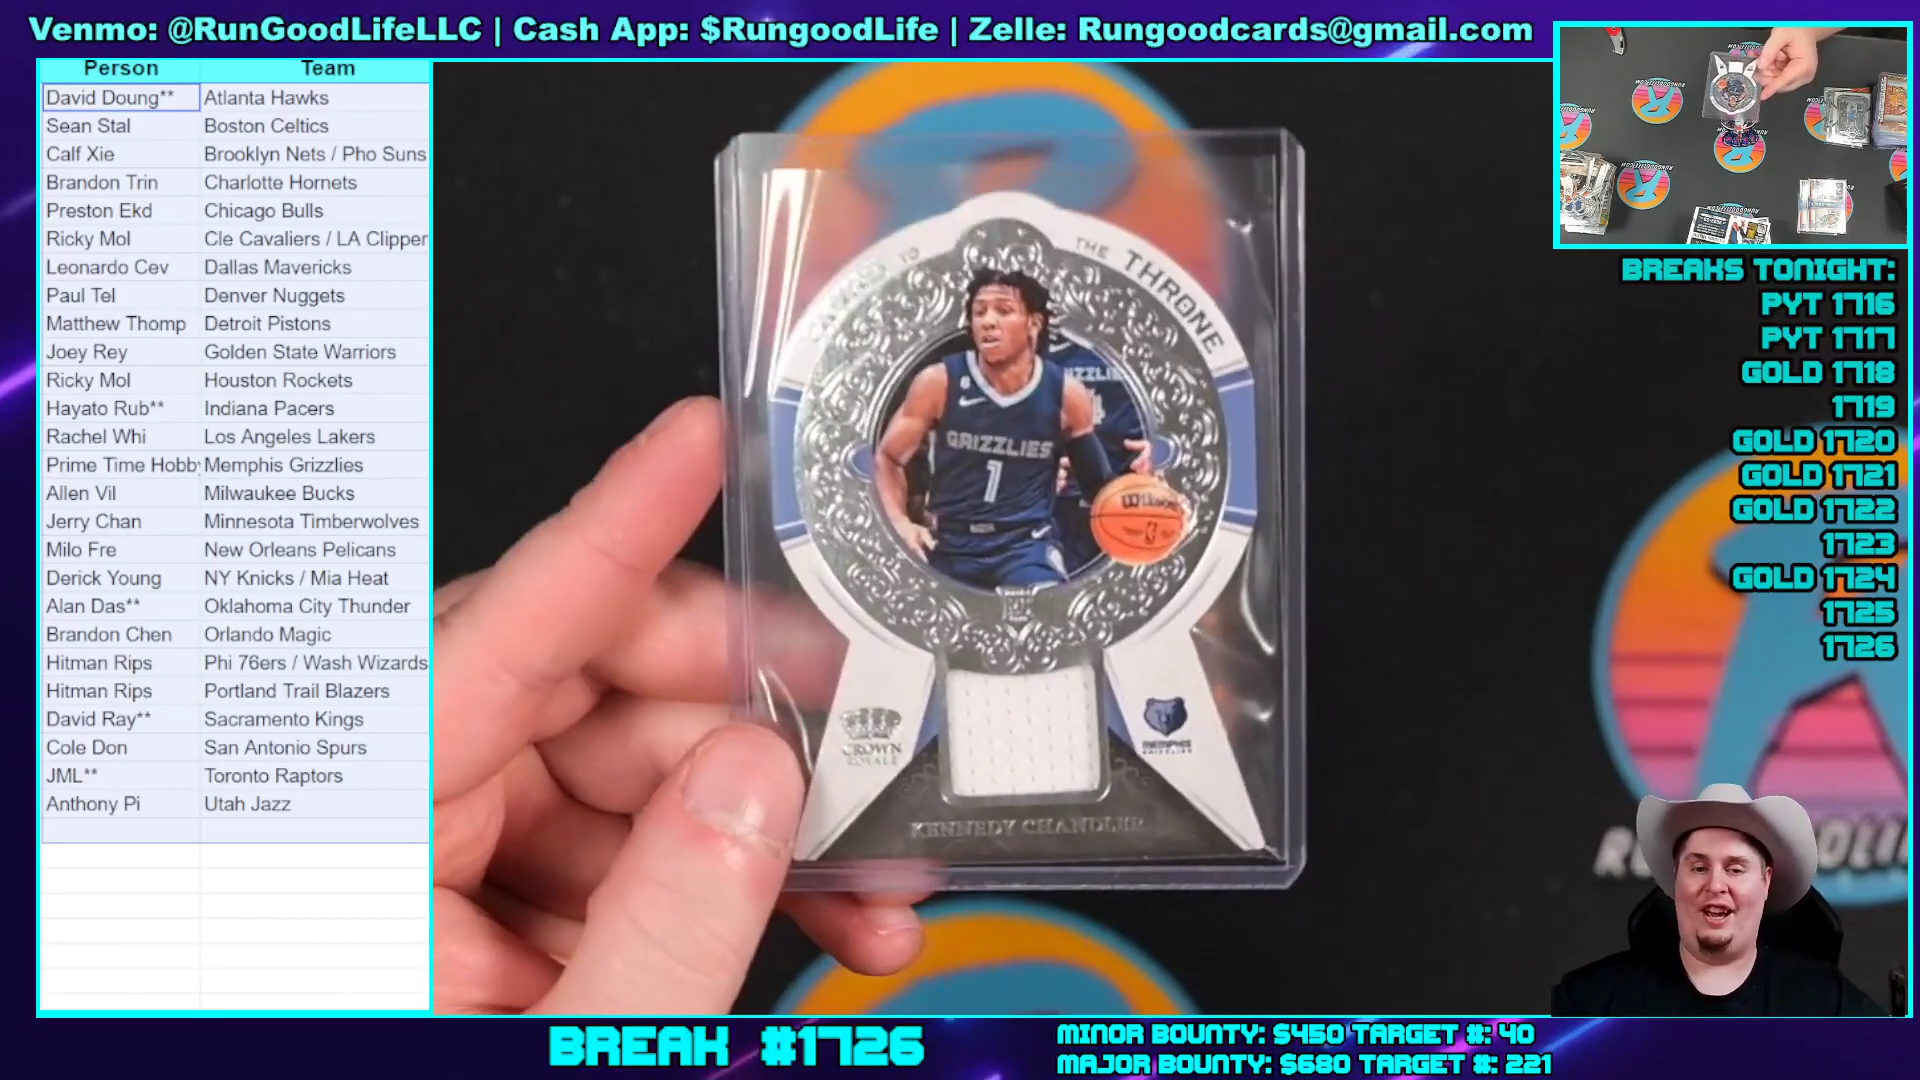 Venmo: @RunGoodLifeLLC | Cash App: $RungoodLife | Zelle: Rungoodcards@gmail.com
Person Team
David Doung** Atlanta Hawks
Sean Stal Boston Celtics
Calf Xie Brooklyn Nets / Pho Suns
Brandon Trin Charlotte Hornets
Preston Ekd Chicago Bulls
Ricky Mol Cle Cavaliers / LA Clipper
Leonardo Cev Dallas Mavericks
Paul Tel Denver Nuggets
Matthew Thomp Detroit Pistons
Joey Rey Golden State Warriors
Ricky Mol Houston Rockets
Hayato Rub** Indiana Pacers
Rachel Whi Los Angeles Lakers
Prime Time Hobb Memphis Grizzlies
Allen Vil Milwaukee Bucks
Jerry Chan Minnesota Timberwolves
Milo Fre New Orleans Pelicans
Derick Young NY Knicks / Mia Heat
Alan Das** Oklahoma City Thunder
Brandon Chen Orlando Magic
Hitman Rips Phi 76ers / Wash Wizards
Hitman Rips Portland Trail Blazers
David Ray** Sacramento Kings
Cole Don San Antonio Spurs
JML** Toronto Raptors
Anthony Pi Utah Jazz
TO THE THRONE
GRIZZLIES
1
Wilson
CROWN
ROYALE
MEMPHIS
GRIZZLIES
KENNEDY CHANDLER
BREAKS TONIGHT:
PYT 1716
PYT 1717
GOLD 1718
1719
GOLD 1720
GOLD 1721
GOLD 1722
1723
GOLD 1724
1725
1726
BREAK #1726
MINOR BOUNTY: $450 TARGET #: 40
MAJOR BOUNTY: $680 TARGET #: 221